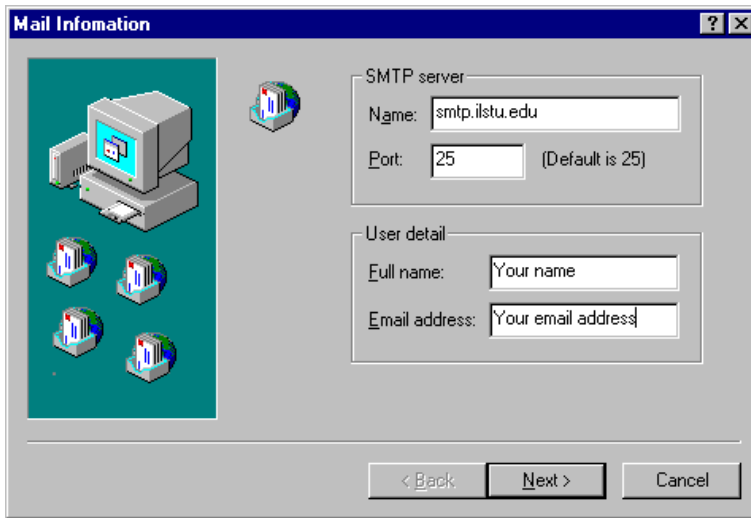 Mail Infomation
SMTP server
Name: smtp.ilstu.edu
Port: 25 (Default is 25)
User detail
Full name: Your name
Email address: Your email address
< Back Next > Cancel